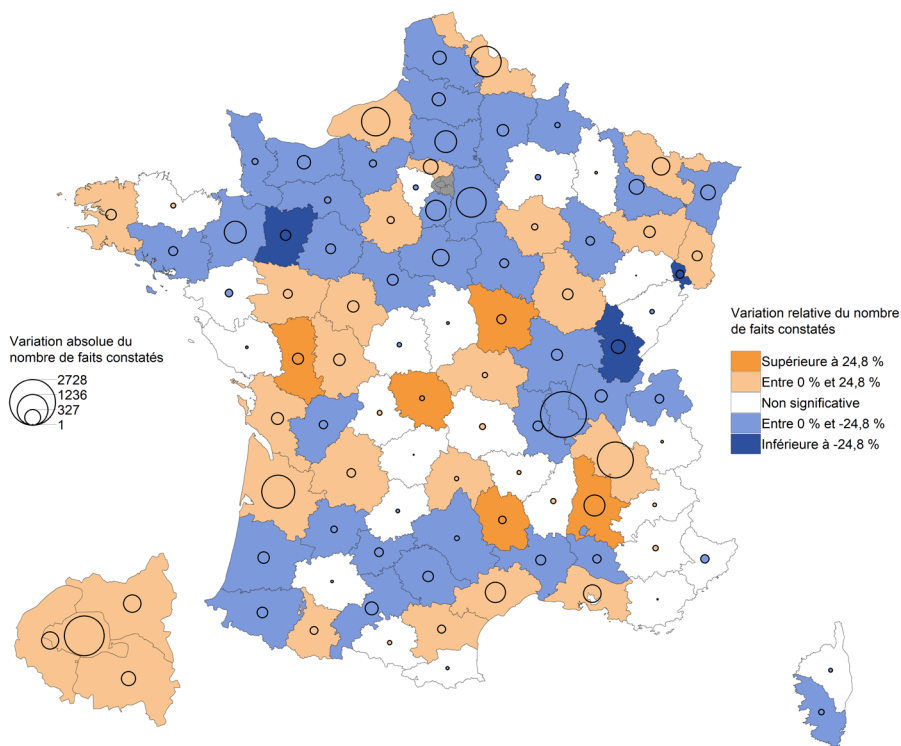 Variation absolue du
nombre de faits constatés
2728
1236
327
1
Variation relative du nombre
de faits constatés
Supérieure à 24,8 %
Entre 0 % et 24,8 %
Non significative
Entre 0 % et -24,8 %
Inférieure à -24,8 %